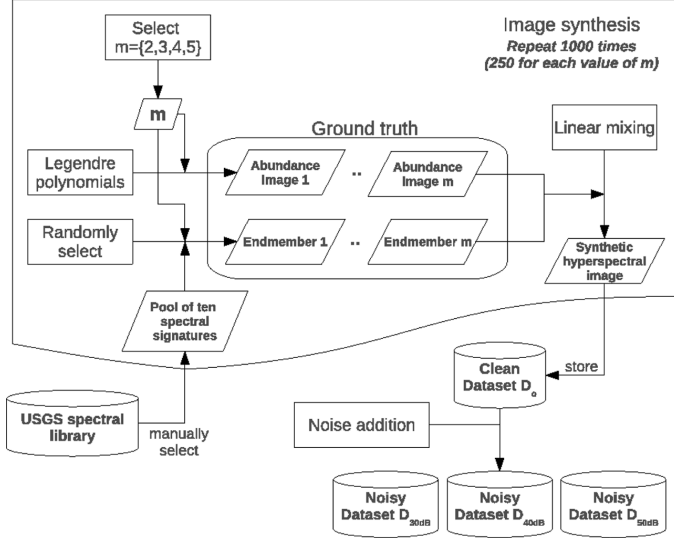 Select
m={2,3,4,5}
Image synthesis
Repeat 1000 times
(250 for each value of m)
m
Ground truth
Linear mixing
Legendre
polynomials
Abundance
Image 1
..
Abundance
Image m
Randomly
select
Endmember 1
..
Endmember m
Synthetic
hyperspectral
image
Pool of ten
spectral
signatures
Clean
Dataset Do
store
USGS spectral
library
manually
select
Noise addition
Noisy
Dataset D30dB
Noisy
Dataset D40dB
Noisy
Dataset D50dB